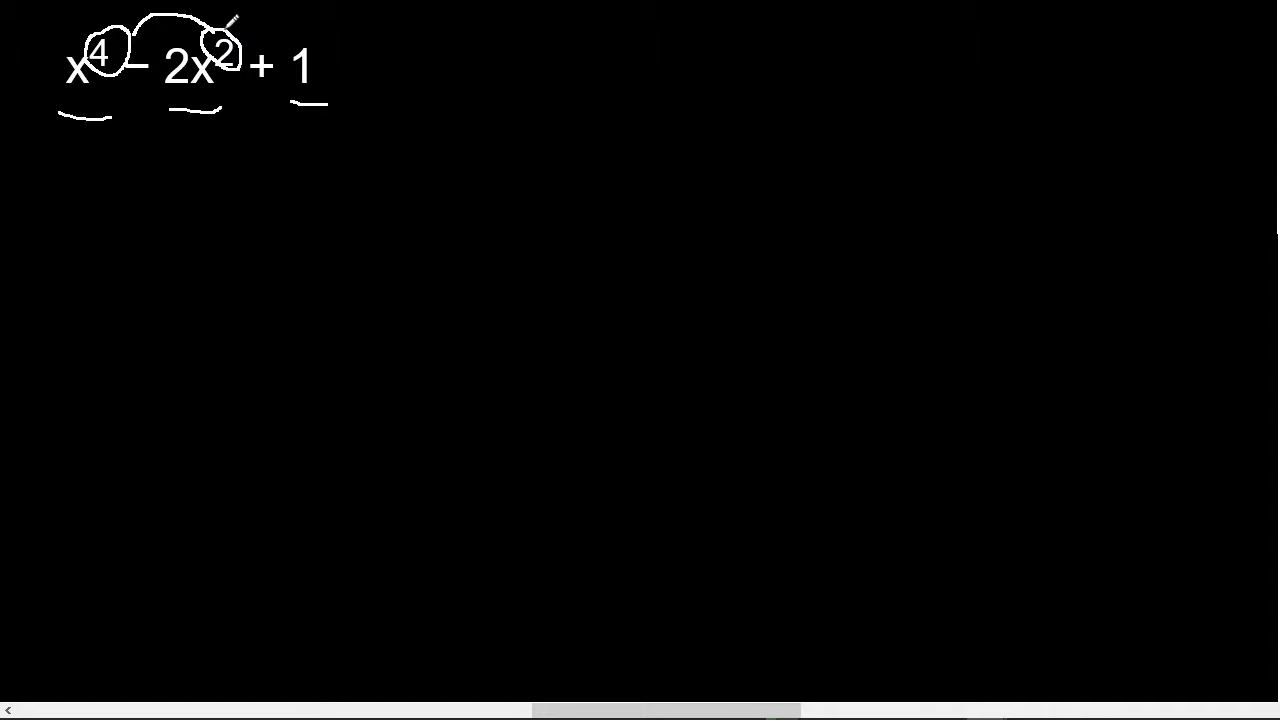 x⁴ − 2x² + 1